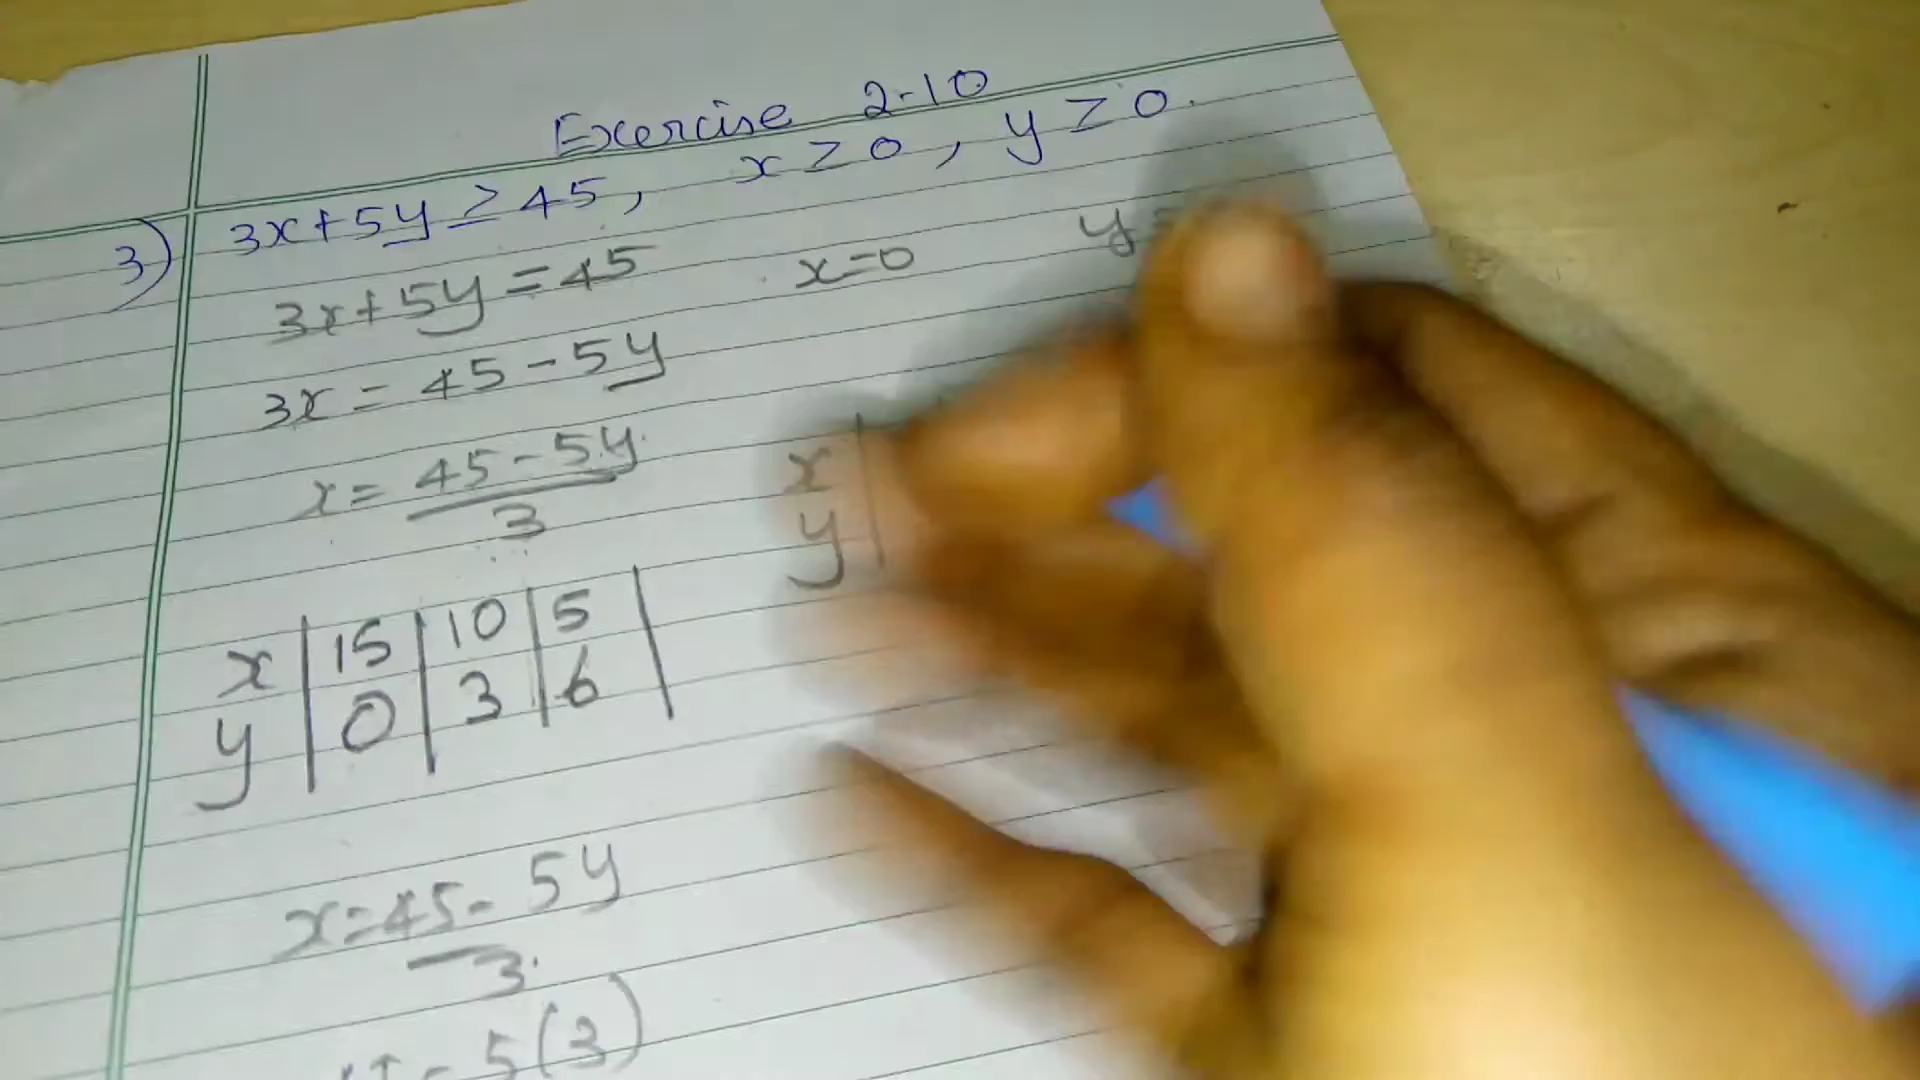 Exercise 2.10
3) 3x+5y ≥ 45, x ≥ 0, y ≥ 0.
3x+5y = 45 x=0 y
3x = 45 - 5y
x = 45 - 5y / 3
x | 15 | 10 | 5 |
y | 0 | 3 | 6 |
x |
y |
x = 45 - 5y / 3
- 5(3)